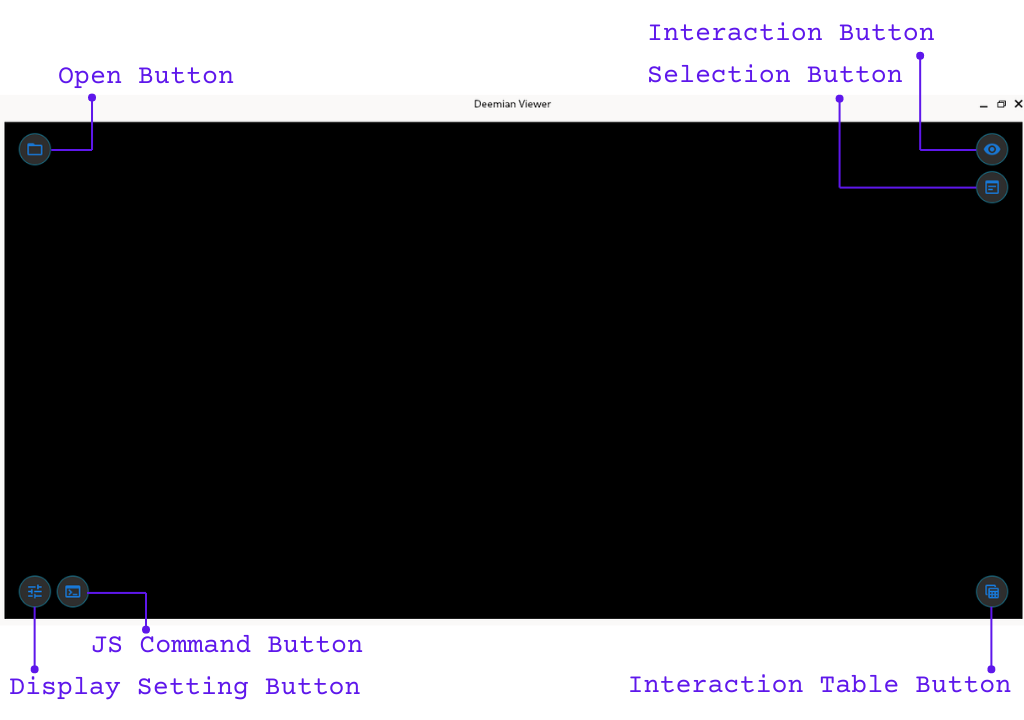 Interaction Button
Open Button
Selection Button
Deemian Viewer
JS Command Button
Display Setting Button
Interaction Table Button